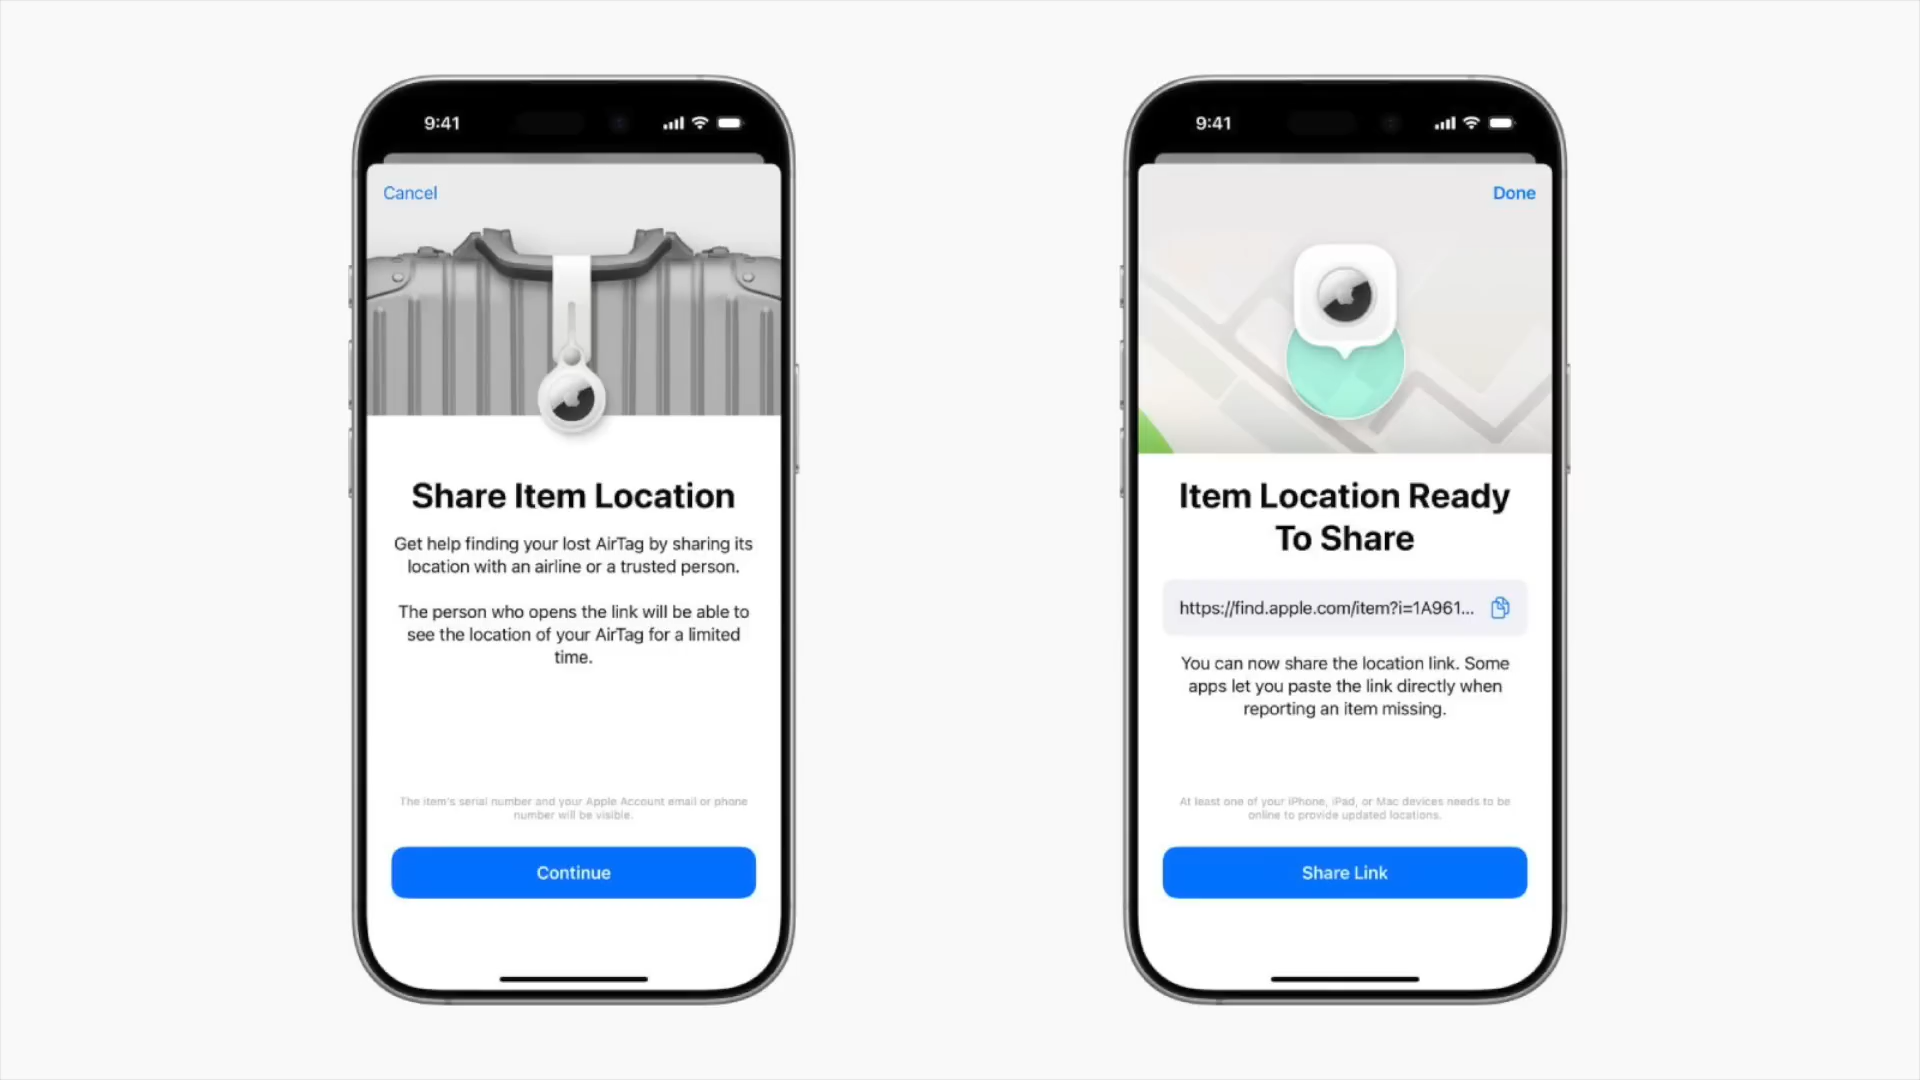 9:41
Cancel
Share Item Location
Get help finding your lost AirTag by sharing its
location with an airline or a trusted person.
The person who opens the link will be able to
see the location of your AirTag for a limited
time.
The item's serial number and your Apple Account email or phone
number will be visible.
Continue
9:41
Done
Item Location Ready
To Share
https://find.apple.com/item?i=1A961...
You can now share the location link. Some
apps let you paste the link directly when
reporting an item missing.
At least one of your iPhone, iPad, or Mac devices needs to be
online to provide updated locations.
Share Link